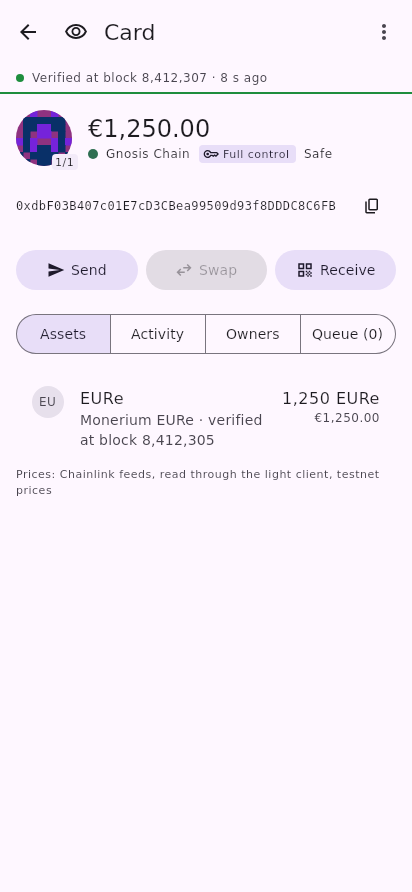 Card
Verified at block 8,412,307 · 8 s ago
€1,250.00
1/1
Gnosis Chain Full control Safe
0xdbF03B407c01E7cD3CBea99509d93f8DDDC8C6FB
Send Swap Receive
Assets Activity Owners Queue (0)
EU
EURe 1,250 EURe
Monerium EURe · verified €1,250.00
at block 8,412,305
Prices: Chainlink feeds, read through the light client, testnet
prices